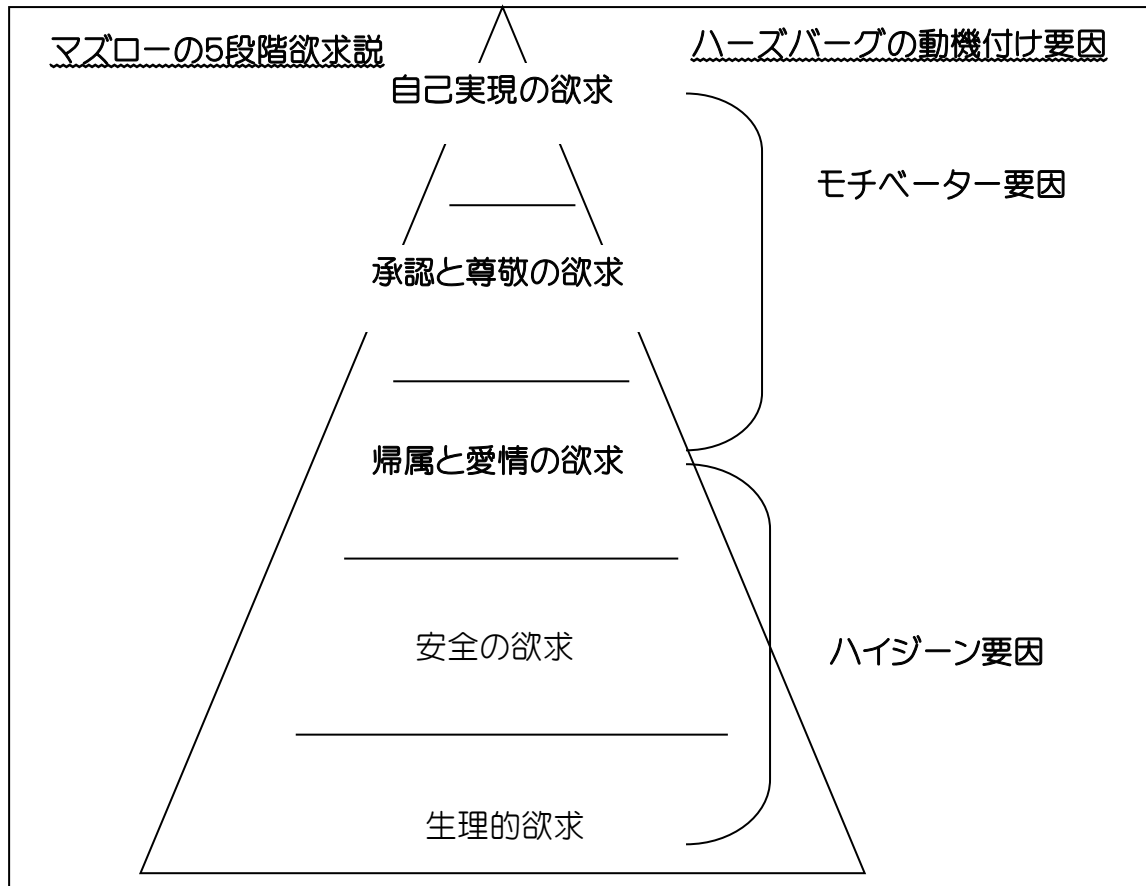 マズローの5段階欲求説
ハーズバーグの動機付け要因
自己実現の欲求
モチベーター要因
承認と尊敬の欲求
帰属と愛情の欲求
安全の欲求
ハイジーン要因
生理的欲求